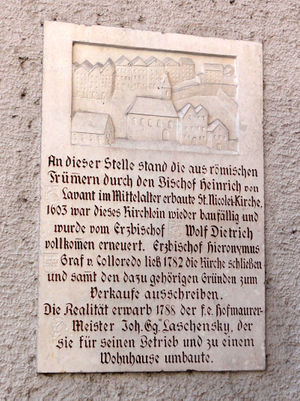 An dieser Stelle stand die aus römischen
Trümern durch den Bischof Heinrich von
Lavant im Mittelalter erbaute St. Nicolei-Kirche.
1603 war dieses Kirchlein wieder baufällig und
wurde vom Erzbischof Wolf Dietrich
vollkomen erneuert. Erzbischof Hieronymus
Graf v. Colloredo ließ 1782 die Kirche schließen
und samt den dazu gehörigen Gründen zum
Verkaufe ausschreiben.
Die Realität erwarb 1788 der f.e. Hofmaurer-
Meister Joh. Eg. Laschensky, der
sie für seinen Betrieb und zu einem
Wohnhause umbaute.